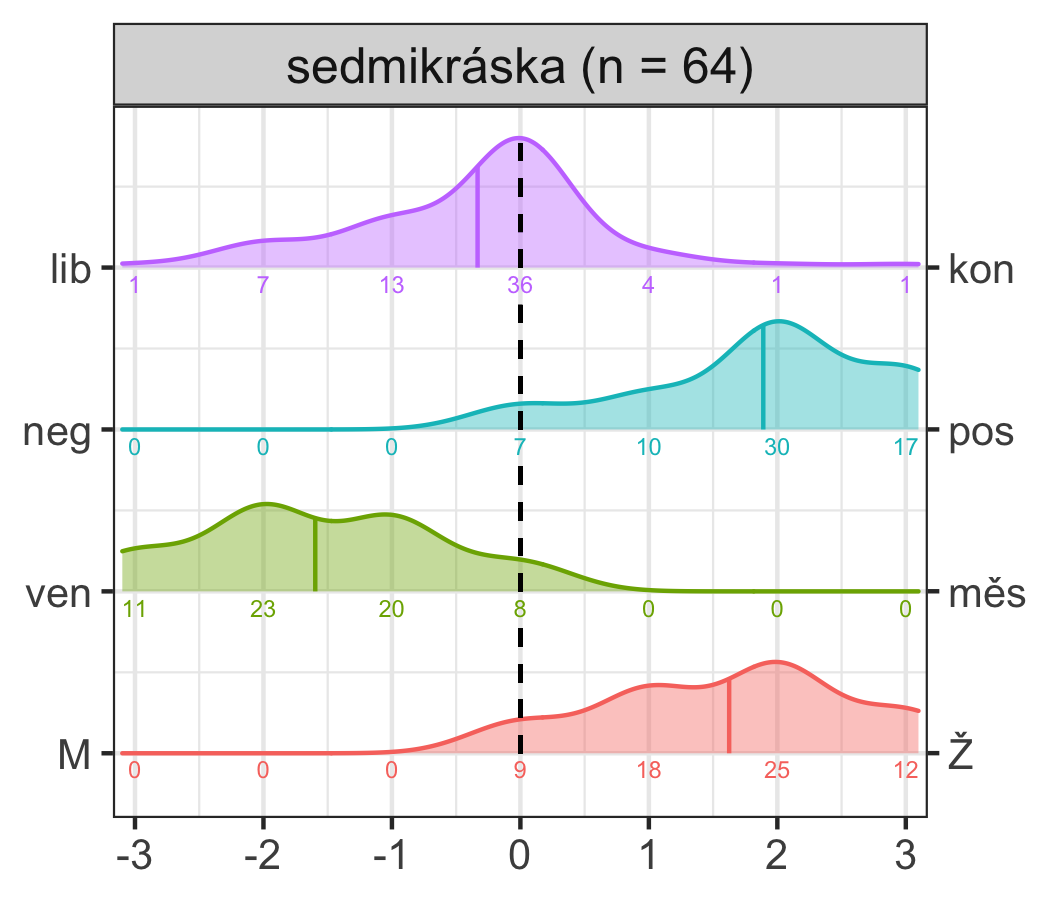 sedmikráska (n = 64)
lib kon
1 7 13 36 4 1 1
neg pos
0 0 0 7 10 30 17
ven měs
11 23 20 8 0 0 0
M Ž
0 0 0 9 18 25 12
-3 -2 -1 0 1 2 3